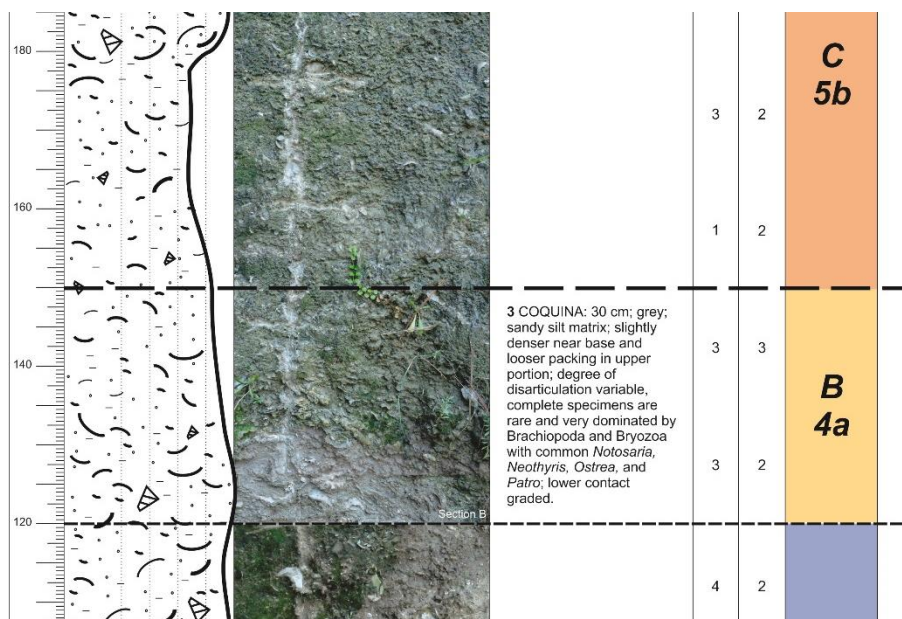 180
C
5b
3 2
160
1 2
3 COQUINA: 30 cm; grey;
sandy silt matrix; slightly
denser near base and
looser packing in upper
portion; degree of
disarticulation variable,
complete specimens are
rare and very dominated by
Brachiopoda and Bryozoa
with common Notosaria,
Neothyris, Ostrea, and
Patro; lower contact
graded.
140
3 3
B
4a
3 2
Section B
120
4 2